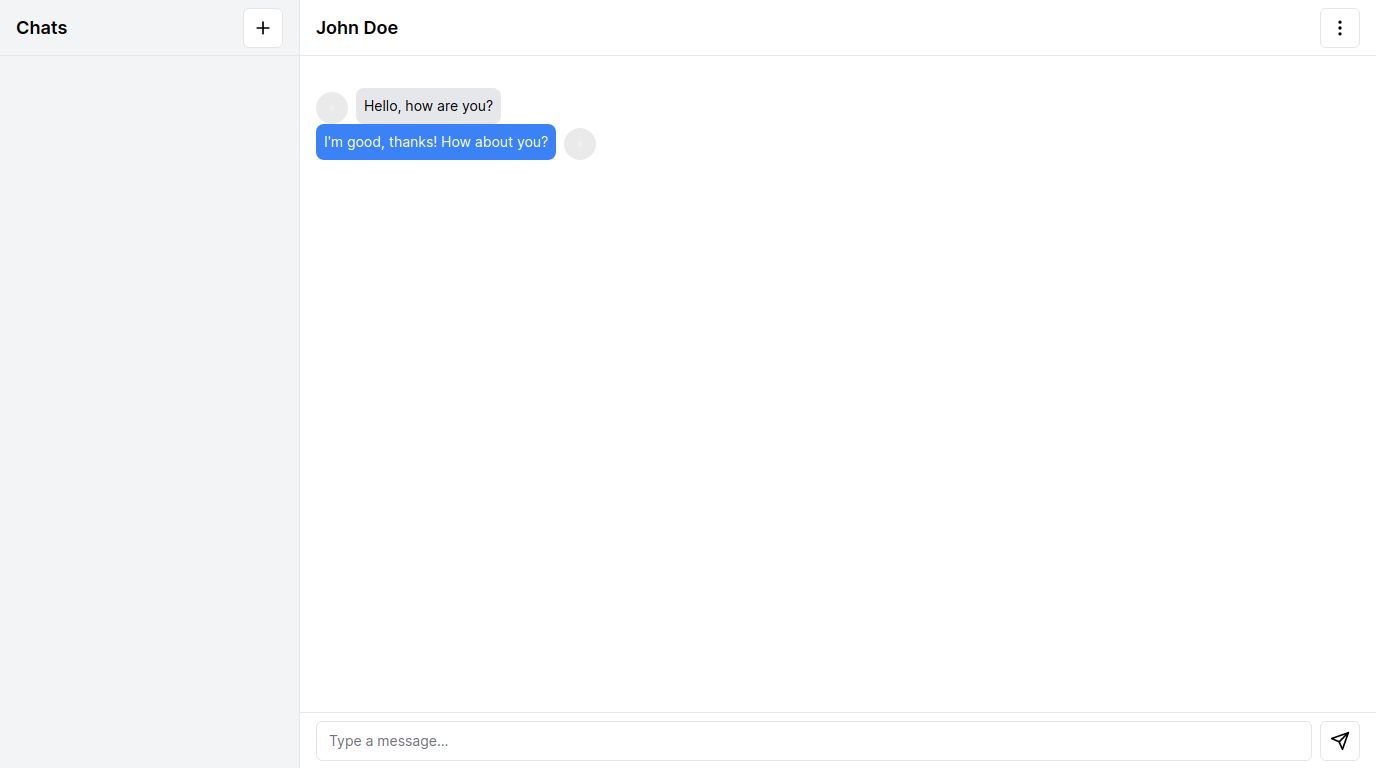 Chats
John Doe
Hello, how are you?
I'm good, thanks! How about you?
Type a message...